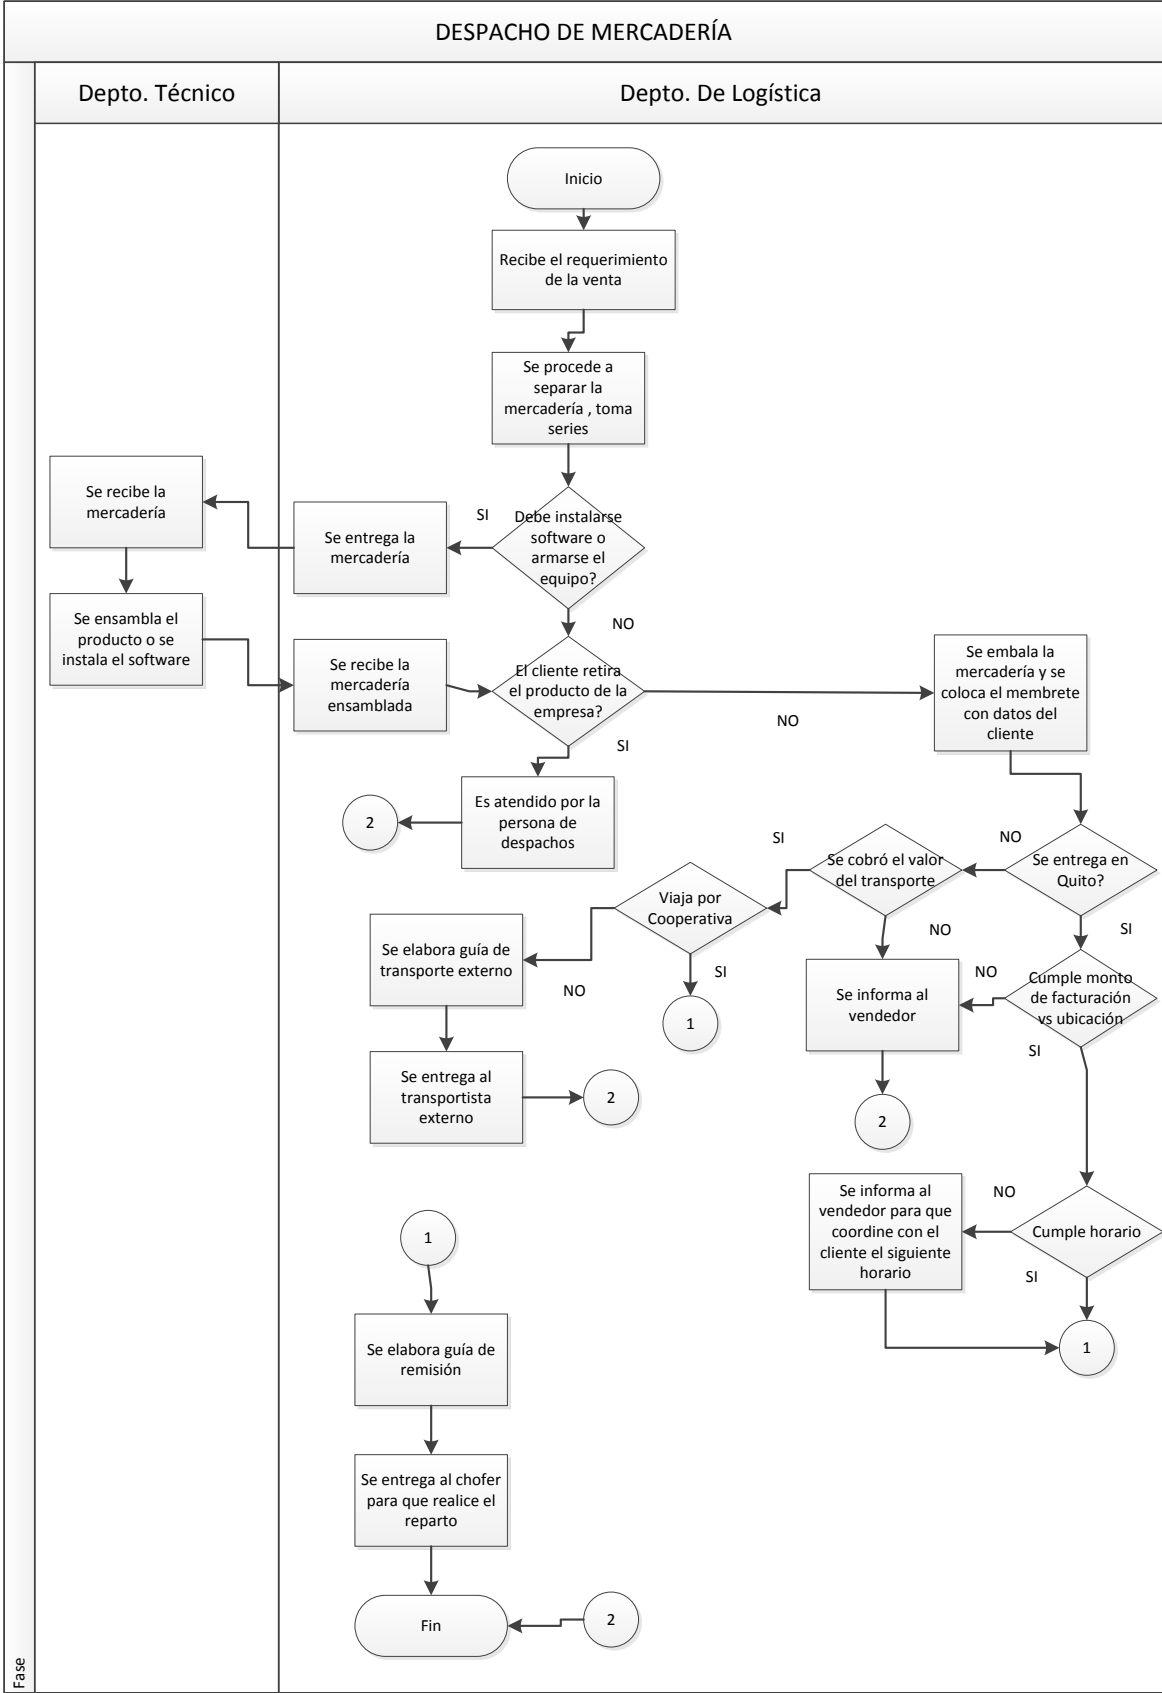 DESPACHO DE MERCADERÍA
Depto. Técnico
Depto. De Logística
Inicio
Recibe el requerimiento
de la venta
Se procede a
separar la
mercadería , toma
series
Se recibe la
mercadería
Se entrega la
mercadería
SI
Debe instalarse
software o
armarse el
equipo?
NO
Se ensambla el
producto o se
instala el software
Se recibe la
mercadería
ensamblada
El cliente retira
el producto de la
empresa?
NO
SI
Se embala la
mercadería y se
coloca el membrete
con datos del
cliente
2
Es atendido por la
persona de
despachos
SI
Se cobró el valor
del transporte
NO
Se entrega en
Quito?
Viaja por
Cooperativa
NO
SI
Se elabora guía de
transporte externo
NO
SI
1
Se informa al
vendedor
NO
Cumple monto
de facturación
vs ubicación
SI
Se entrega al
transportista
externo
2
2
Se informa al
vendedor para que
coordine con el
cliente el siguiente
horario
NO
Cumple horario
SI
1
1
Se elabora guía de
remisión
Se entrega al chofer
para que realice el
reparto
Fin
2
Fase